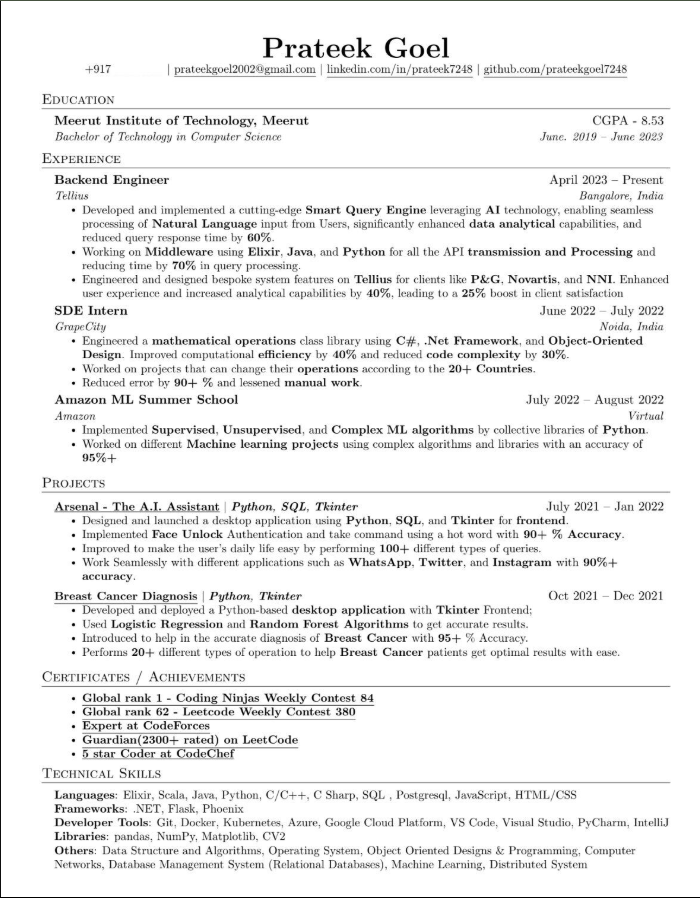 Prateek Goel
+917 | prateekgoel2002@gmail.com | linkedin.com/in/prateek7248 | github.com/prateekgoel7248
Education
Meerut Institute of Technology, Meerut CGPA - 8.53
Bachelor of Technology in Computer Science June. 2019 – June 2023
Experience
Backend Engineer April 2023 – Present
Tellius Bangalore, India
• Developed and implemented a cutting-edge Smart Query Engine leveraging AI technology, enabling seamless
processing of Natural Language input from Users, significantly enhanced data analytical capabilities, and
reduced query response time by 60%.
• Working on Middleware using Elixir, Java, and Python for all the API transmission and Processing and
reducing time by 70% in query processing.
• Engineered and designed bespoke system features on Tellius for clients like P&G, Novartis, and NNI. Enhanced
user experience and increased analytical capabilities by 40%, leading to a 25% boost in client satisfaction
SDE Intern June 2022 – July 2022
GrapeCity Noida, India
• Engineered a mathematical operations class library using C#, .Net Framework, and Object-Oriented
Design. Improved computational efficiency by 40% and reduced code complexity by 30%.
• Worked on projects that can change their operations according to the 20+ Countries.
• Reduced error by 90+ % and lessened manual work.
Amazon ML Summer School July 2022 – August 2022
Amazon Virtual
• Implemented Supervised, Unsupervised, and Complex ML algorithms by collective libraries of Python.
• Worked on different Machine learning projects using complex algorithms and libraries with an accuracy of
95%+
Projects
Arsenal - The A.I. Assistant | Python, SQL, Tkinter July 2021 – Jan 2022
• Designed and launched a desktop application using Python, SQL, and Tkinter for frontend.
• Implemented Face Unlock Authentication and take command using a hot word with 90+ % Accuracy.
• Improved to make the user's daily life easy by performing 100+ different types of queries.
• Work Seamlessly with different applications such as WhatsApp, Twitter, and Instagram with 90%+
accuracy.
Breast Cancer Diagnosis | Python, Tkinter Oct 2021 – Dec 2021
• Developed and deployed a Python-based desktop application with Tkinter Frontend;
• Used Logistic Regression and Random Forest Algorithms to get accurate results.
• Introduced to help in the accurate diagnosis of Breast Cancer with 95+ % Accuracy.
• Performs 20+ different types of operation to help Breast Cancer patients get optimal results with ease.
Certificates / Achievements
• Global rank 1 - Coding Ninjas Weekly Contest 84
• Global rank 62 - Leetcode Weekly Contest 380
• Expert at CodeForces
• Guardian(2300+ rated) on LeetCode
• 5 star Coder at CodeChef
Technical Skills
Languages: Elixir, Scala, Java, Python, C/C++, C Sharp, SQL , Postgresql, JavaScript, HTML/CSS
Frameworks: .NET, Flask, Phoenix
Developer Tools: Git, Docker, Kubernetes, Azure, Google Cloud Platform, VS Code, Visual Studio, PyCharm, IntelliJ
Libraries: pandas, NumPy, Matplotlib, CV2
Others: Data Structure and Algorithms, Operating System, Object Oriented Designs & Programming, Computer
Networks, Database Management System (Relational Databases), Machine Learning, Distributed System